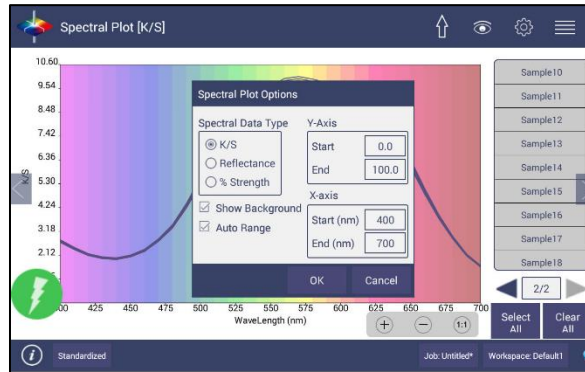 Spectral Plot [K/S]
10.60
9.54
8.48
7.42
6.36
5.30
4.24
3.18
2.12
K/S
425 450 475 500 525 550 575 600 625 650 675 700
WaveLength (nm)
Spectral Plot Options
Spectral Data Type
K/S
Reflectance
% Strength
Show Background
Auto Range
Y-Axis
Start 0.0
End 100.0
X-axis
Start (nm) 400
End (nm) 700
OK Cancel
1:1
Sample10
Sample11
Sample12
Sample13
Sample14
Sample15
Sample16
Sample17
Sample18
2/2
Select All
Clear All
i Standardized
Job: Untitled* Workspace: Default1